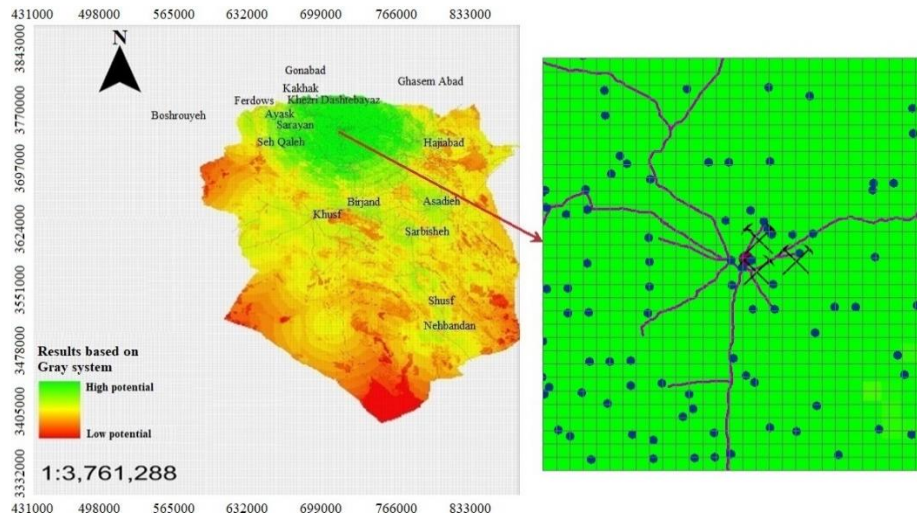 431000 498000 565000 632000 699000 766000 833000
3843000
3770000
3697000
3624000
3551000
3478000
3405000
3332000
N
Gonabad
Kakhak
Ghasem Abad
Ferdows
Khezri Dashtebayaz
Boshrouyeh
Ayask
Sarayan
Seh Qaleh
Hajiabad
Birjand
Asadieh
Khusf
Sarbisheh
Shusf
Nehbandan
Results based on
Gray system
High potential
Low potential
1:3,761,288
431000 498000 565000 632000 699000 766000 833000